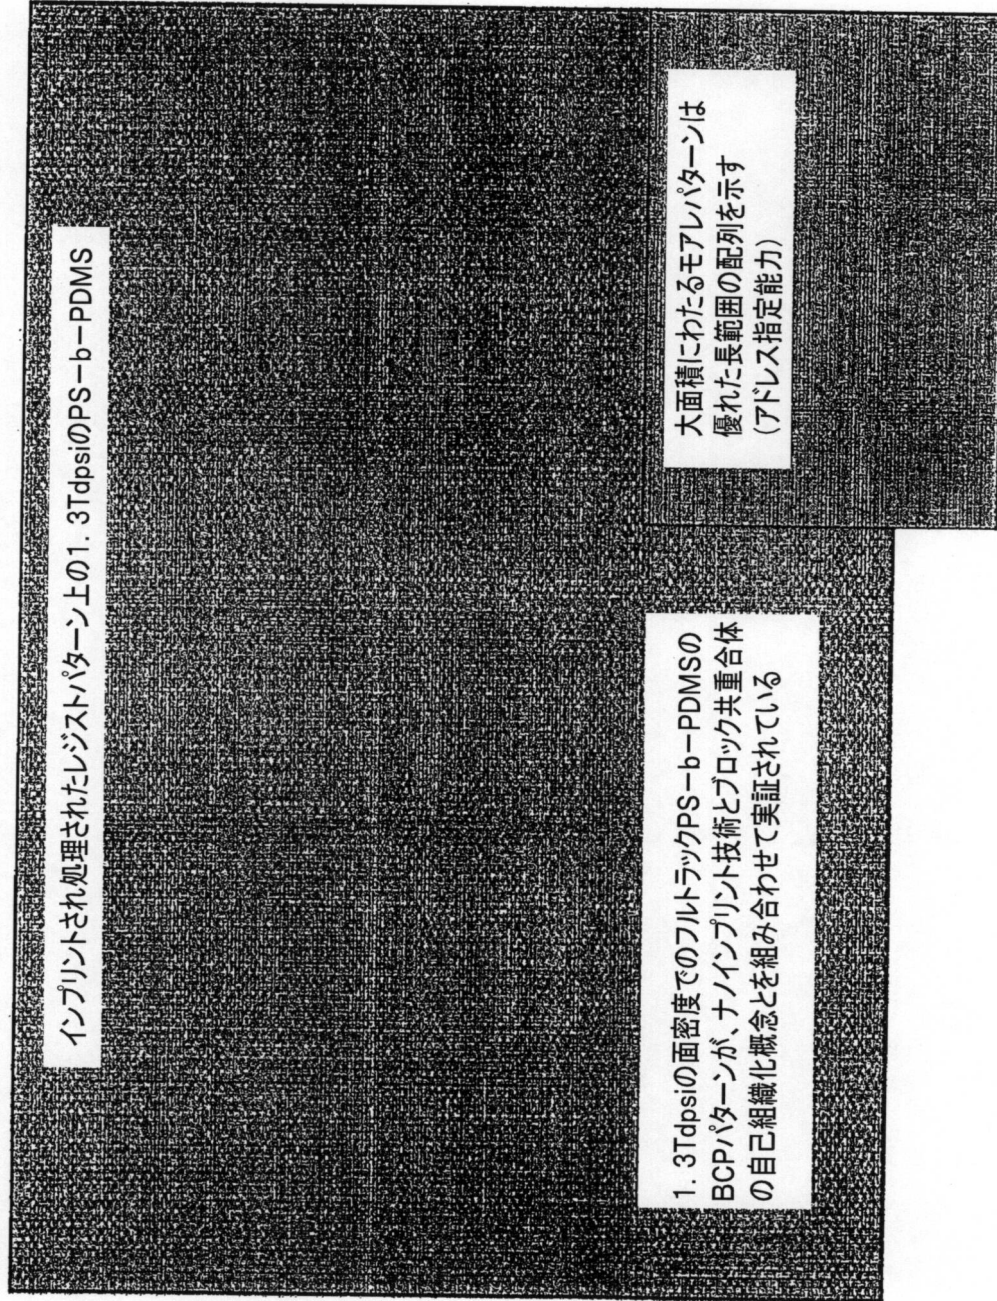 インプリントされ処理されたレジストパターン上の1. 3TdpsiのPS-b-PDMS
1. 3Tdpsiの面密度でのフルトラックPS-b-PDMSの
BCPパターンが、ナノインプリント技術とブロック共重合体
の自己組織化概念とを組み合わせて実証されている
大面積にわたるモアレパターンは
優れた長範囲の配列を示す
(アドレス指定能力)